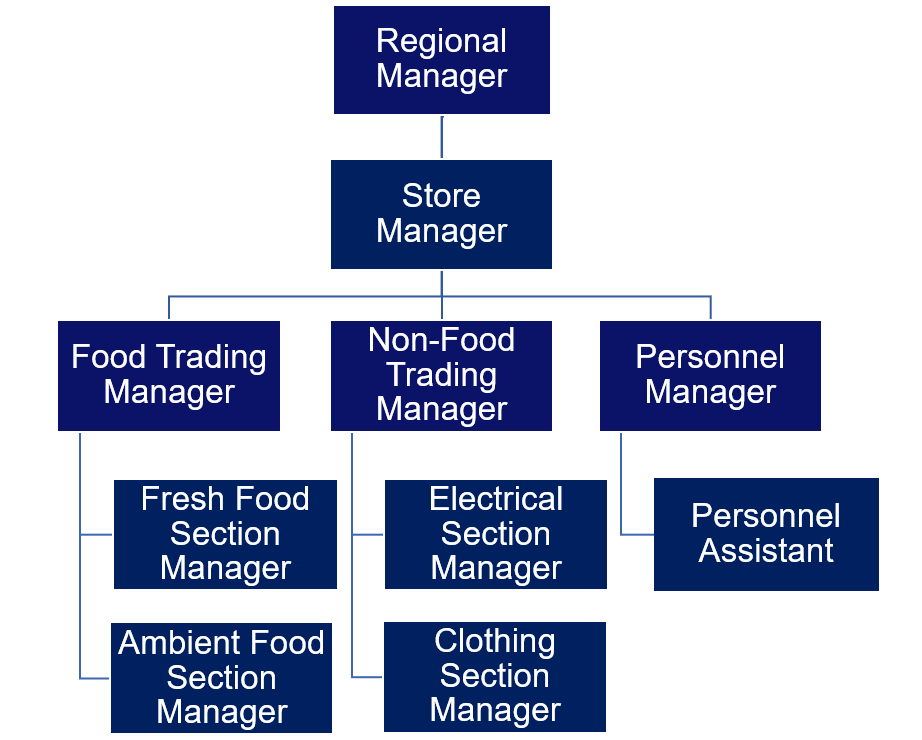 Regional
Manager
Store
Manager
Food Trading
Manager
Non-Food
Trading
Manager
Personnel
Manager
Fresh Food
Section
Manager
Electrical
Section
Manager
Personnel
Assistant
Ambient Food
Section
Manager
Clothing
Section
Manager